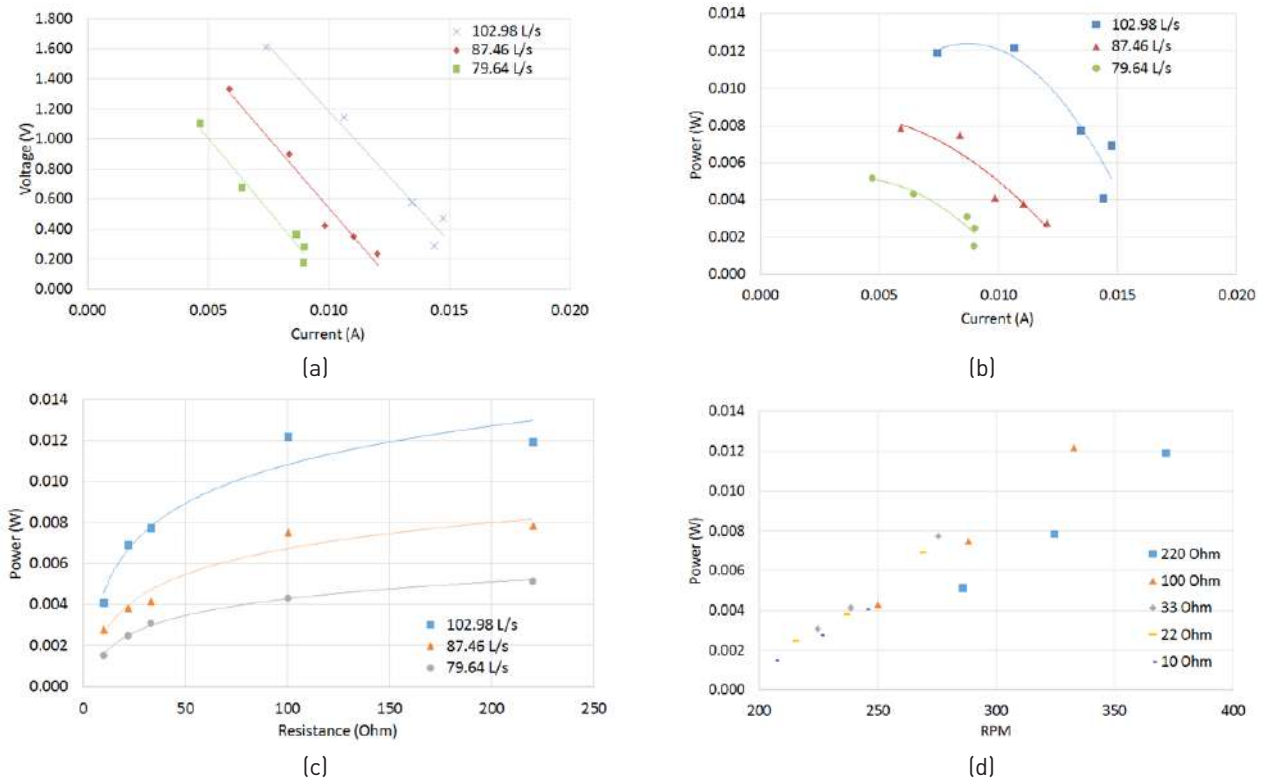 1.800
1.600
1.400
1.200
1.000
0.800
0.600
0.400
0.200
0.000
Voltage (V)
0.000 0.005 0.010 0.015 0.020
Current (A)
102.98 L/s
87.46 L/s
79.64 L/s
(a)
0.014
0.012
0.010
0.008
0.006
0.004
0.002
0.000
Power (W)
0.000 0.005 0.010 0.015 0.020
Current (A)
102.98 L/s
87.46 L/s
79.64 L/s
(b)
0.014
0.012
0.010
0.008
0.006
0.004
0.002
0.000
Power (W)
0 50 100 150 200 250
Resistance (Ohm)
102.98 L/s
87.46 L/s
79.64 L/s
(c)
0.014
0.012
0.010
0.008
0.006
0.004
0.002
0.000
Power (W)
200 250 300 350 400
RPM
220 Ohm
100 Ohm
33 Ohm
22 Ohm
10 Ohm
(d)